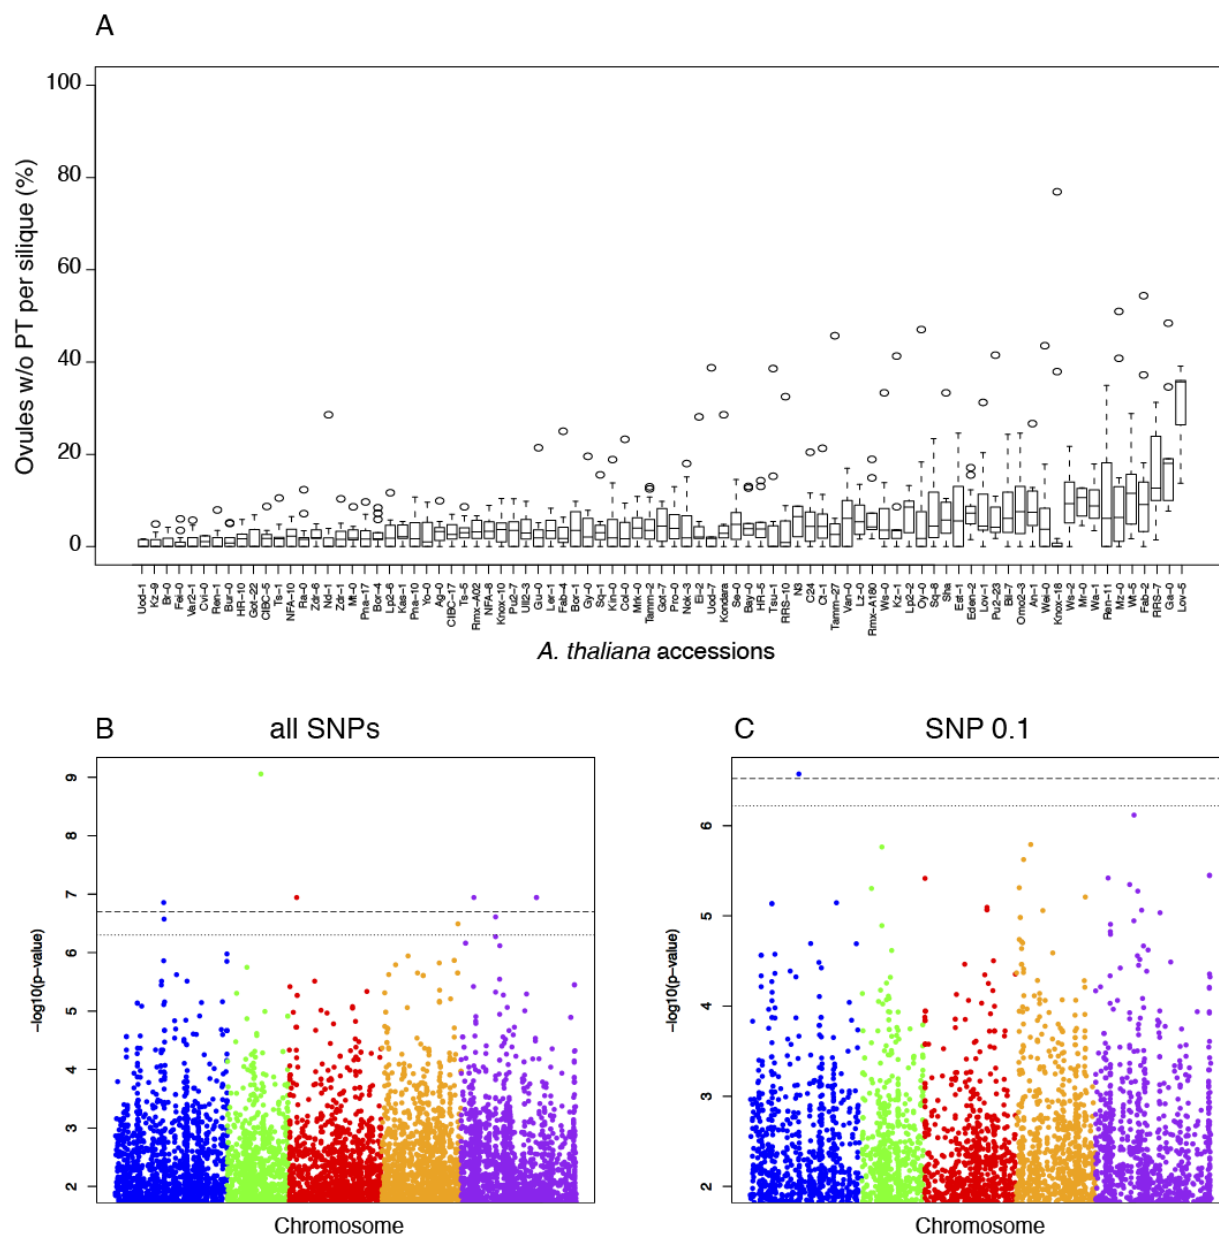 A
Ovules w/o PT per silique (%)
100
80
60
40
20
0
Uod-1 Kz-9 Br-0 Fei-0 Var2-1 Cvi-0 Ren-1 Bur-0 HR-10 Got-22 CIBC-5 Ts-1 NFA-10 Ra-0 Zdr-6 Nd-1 Zdr-1 Mt-0 Pna-17 Bor-4 Lp2-6 Kas-1 Pna-10 Yo-0 Ag-0 CIBC-17 Ts-5 Rmx-A02 NFA-8 Knox-10 Pu2-7 Ull2-3 Gu-0 Ler-1 Fab-4 Bor-1 Gy-0 Sq-1 Kin-0 Col-0 Mrk-0 Tamm-2 Got-7 Pro-0 Nok-3 Ei-2 Uod-7 Kondara Se-0 Bay-0 HR-5 Tsu-1 RRS-10 N3 C24 Ct-1 Tamm-27 Van-0 Lz-0 Rmx-A180 Ws-0 Kz-1 Lp2-2 Oy-0 Sq-8 Sha Est-1 Eden-2 Lov-1 Pu2-23 Bil-7 Omo2-3 An-1 Wei-0 Knox-18 Ws-2 Mr-0 Wa-1 Ren-11 Mz-0 Wt-5 Fab-2 RRS-7 Ga-0 Lov-5
A. thaliana accessions
B
all SNPs
−log10(p−value)
9
8
7
6
5
4
3
2
Chromosome
C
SNP 0.1
−log10(p−value)
6
5
4
3
2
Chromosome